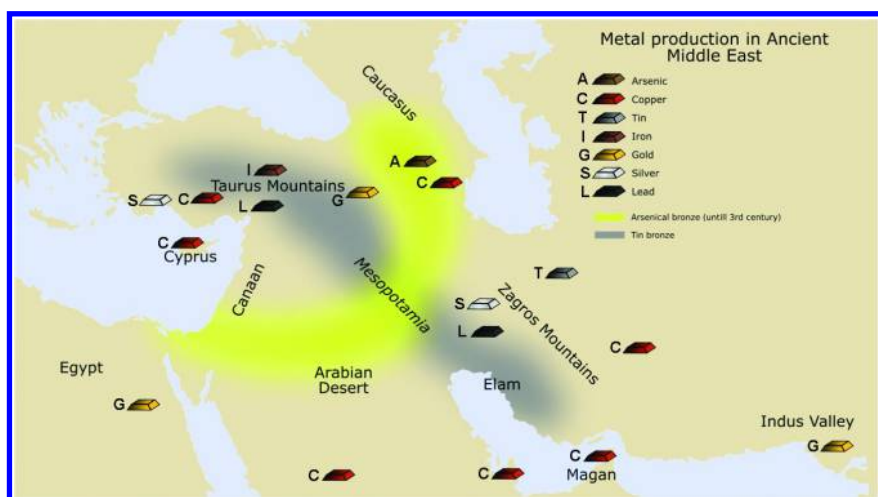 Metal production in Ancient
Middle East
A Arsenic
C Copper
T Tin
I Iron
G Gold
S Silver
L Lead
Arsenical bronze (untill 3rd century)
Tin bronze
Caucasus
A
C
I
Taurus Mountains
G
S
C
L
C
Cyprus
Canaan
Mesopotamia
T
S
Zagros Mountains
L
C
Egypt
Arabian
Desert
Elam
G
Indus Valley
G
C
C
C
Magan